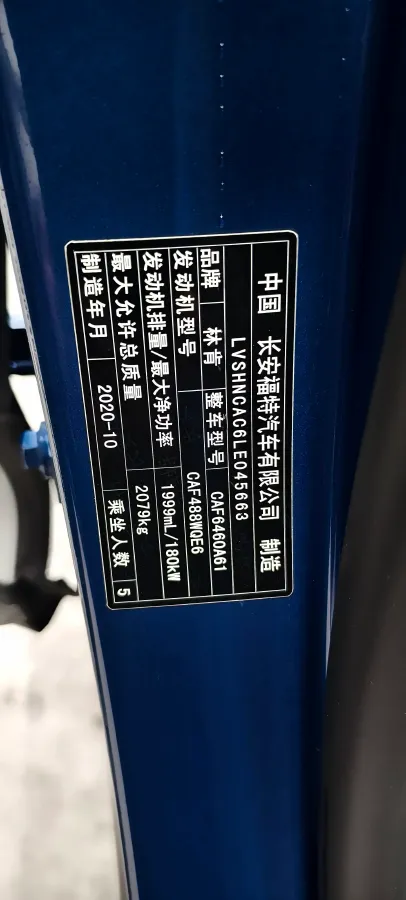 中国 长安福特汽车有限公司 制造
LVSHNCAC6LE045663
品牌 林肯 整车型号 CAF6460A61
发动机型号 CAF488WQE6
发动机排量/最大净功率 1999mL/180kW
最大允许总质量 2079kg
制造年月 2020-10 乘坐人数 5